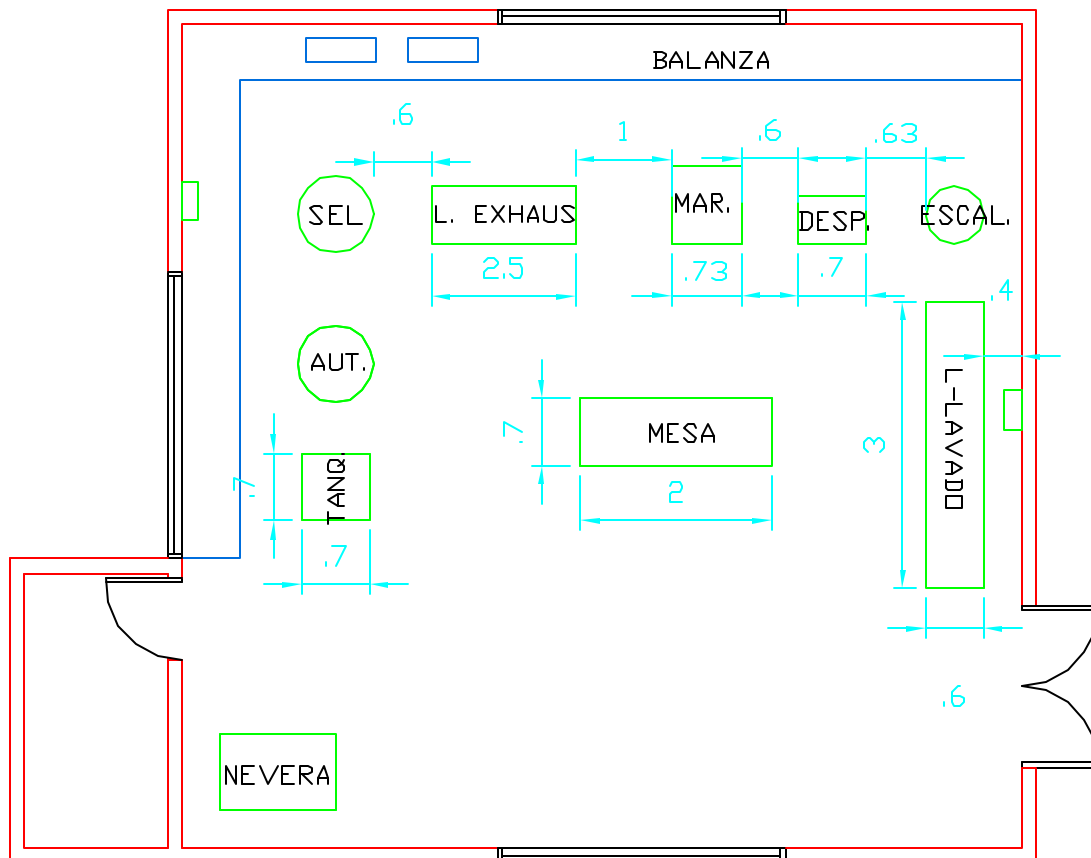 BALANZA
.6
1
.6
.63
SEL
L. EXHAUS
MAR.
DESP.
ESCAL.
2.5
.73
.7
.4
AUT.
L-LAVADO
.7
MESA
3
TANQ.
.7
2
.7
.6
NEVERA